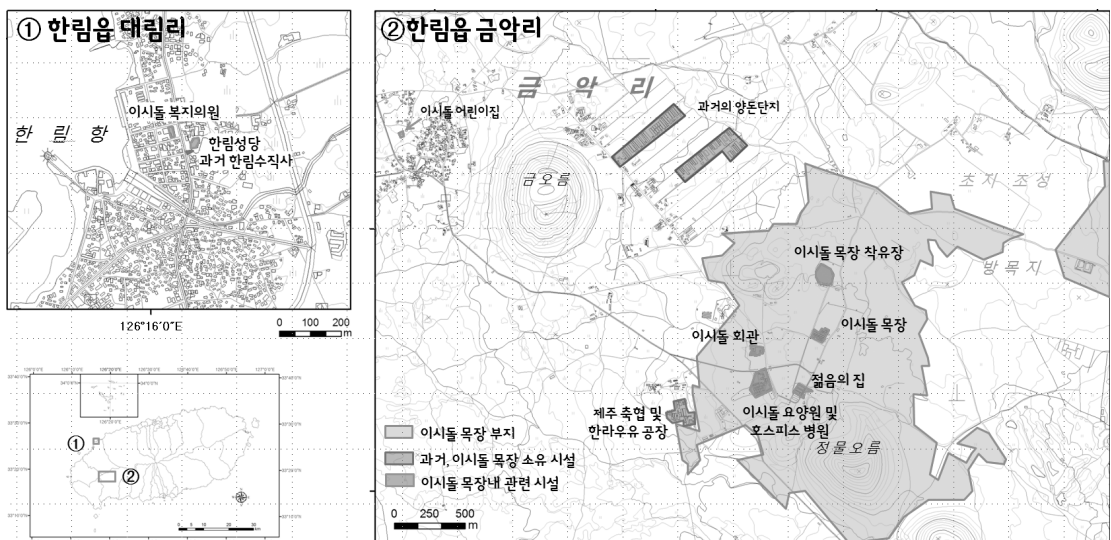 ① 한림읍 대림리
이시돌 복지의원
한 림 항
한림성당
과거 한림수직사
126°16'0"E
0 100 200
m
①
②
②한림읍 금악리
금 악 리
이시돌 어린이집
과거의 양돈단지
금오름
초지 조성
방목지
이시돌 목장 착유장
이시돌 목장
이시돌 회관
젊음의 집
제주 축협 및
한라우유 공장
이시돌 요양원 및
호스피스 병원
정물오름
이시돌 목장 부지
과거, 이시돌 목장 소유 시설
이시돌 목장내 관련 시설
0 250 500
m